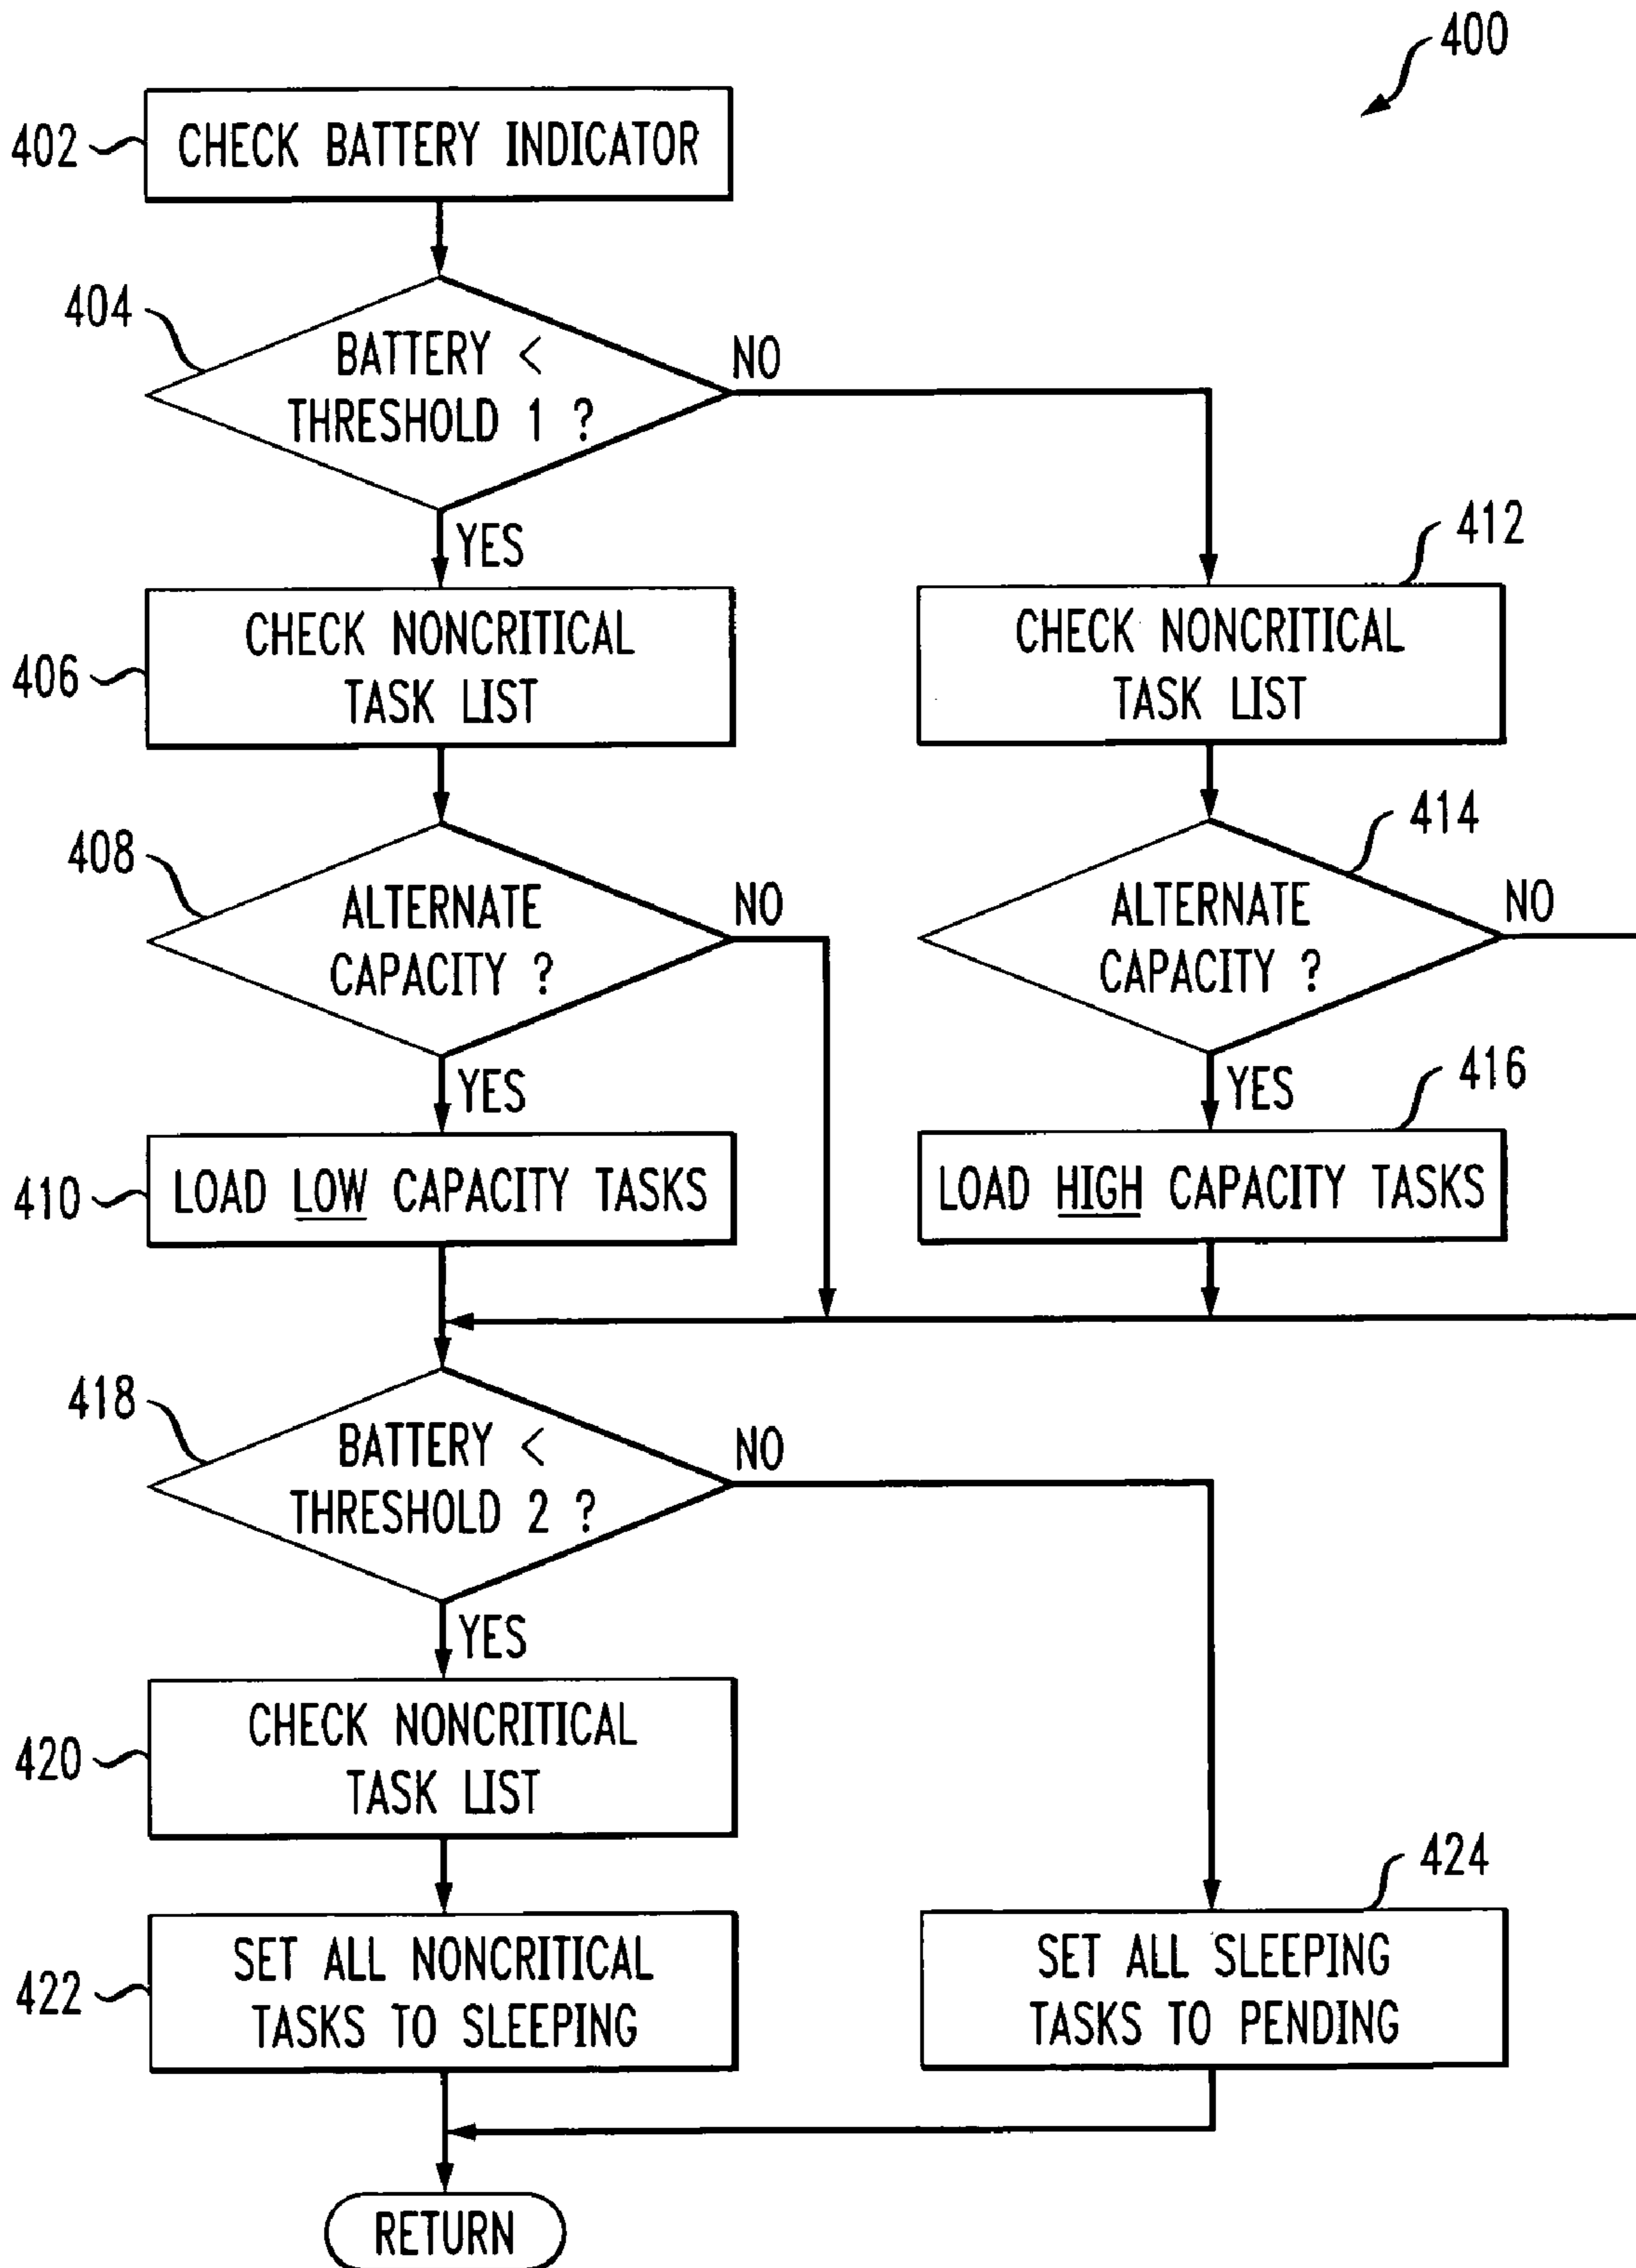 400
402
CHECK BATTERY INDICATOR
404
BATTERY <
THRESHOLD 1 ?
NO
YES
406
CHECK NONCRITICAL
TASK LIST
412
CHECK NONCRITICAL
TASK LIST
408
ALTERNATE
CAPACITY ?
NO
414
ALTERNATE
CAPACITY ?
NO
YES
YES
410
LOAD LOW CAPACITY TASKS
416
LOAD HIGH CAPACITY TASKS
418
BATTERY <
THRESHOLD 2 ?
NO
YES
420
CHECK NONCRITICAL
TASK LIST
422
SET ALL NONCRITICAL
TASKS TO SLEEPING
424
SET ALL SLEEPING
TASKS TO PENDING
RETURN